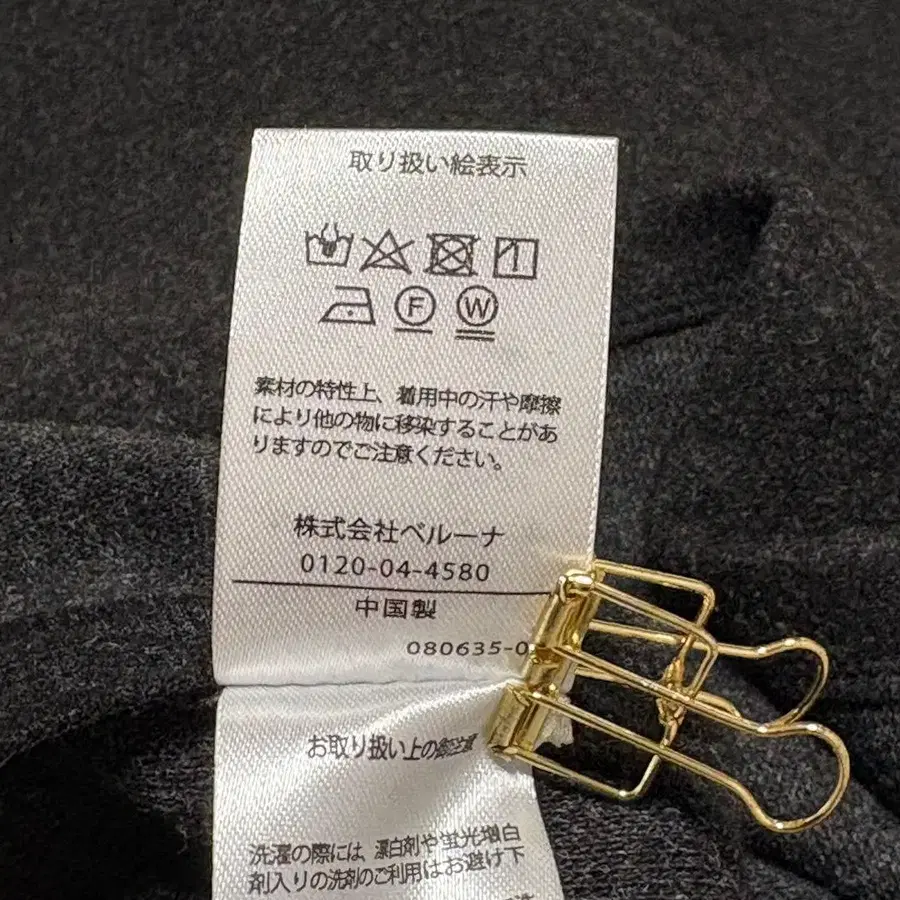 取り扱い絵表示
F W
素材の特性上、着用中の汗や摩擦
により他の物に移染することがあ
りますのでご注意ください。
株式会社ベルーナ
0120-04-4580
中国製
080635-0
お取り扱い上の御注意
洗濯の際には、漂白剤や蛍光増白
剤入りの洗剤のご利用はお避け下